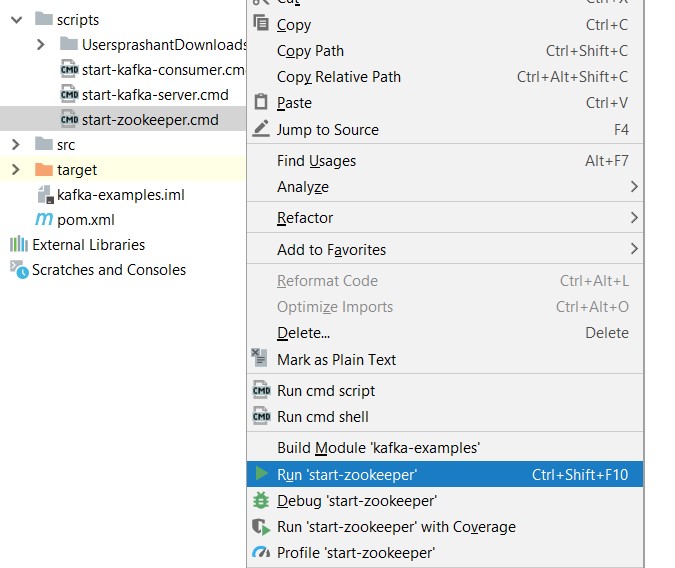 scripts
UsersprashantDownloads
start-kafka-consumer.cm
start-kafka-server.cmd
start-zookeeper.cmd
src
target
kafka-examples.iml
pom.xml
External Libraries
Scratches and Consoles
Cut Ctrl+X
Copy Ctrl+C
Copy Path Ctrl+Shift+C
Copy Relative Path Ctrl+Alt+Shift+C
Paste Ctrl+V
Jump to Source F4
Find Usages Alt+F7
Analyze
Refactor
Add to Favorites
Reformat Code Ctrl+Alt+L
Optimize Imports Ctrl+Alt+O
Delete... Delete
Mark as Plain Text
CMD Run cmd script
CMD Run cmd shell
Build Module 'kafka-examples'
Run 'start-zookeeper' Ctrl+Shift+F10
Debug 'start-zookeeper'
Run 'start-zookeeper' with Coverage
Profile 'start-zookeeper'